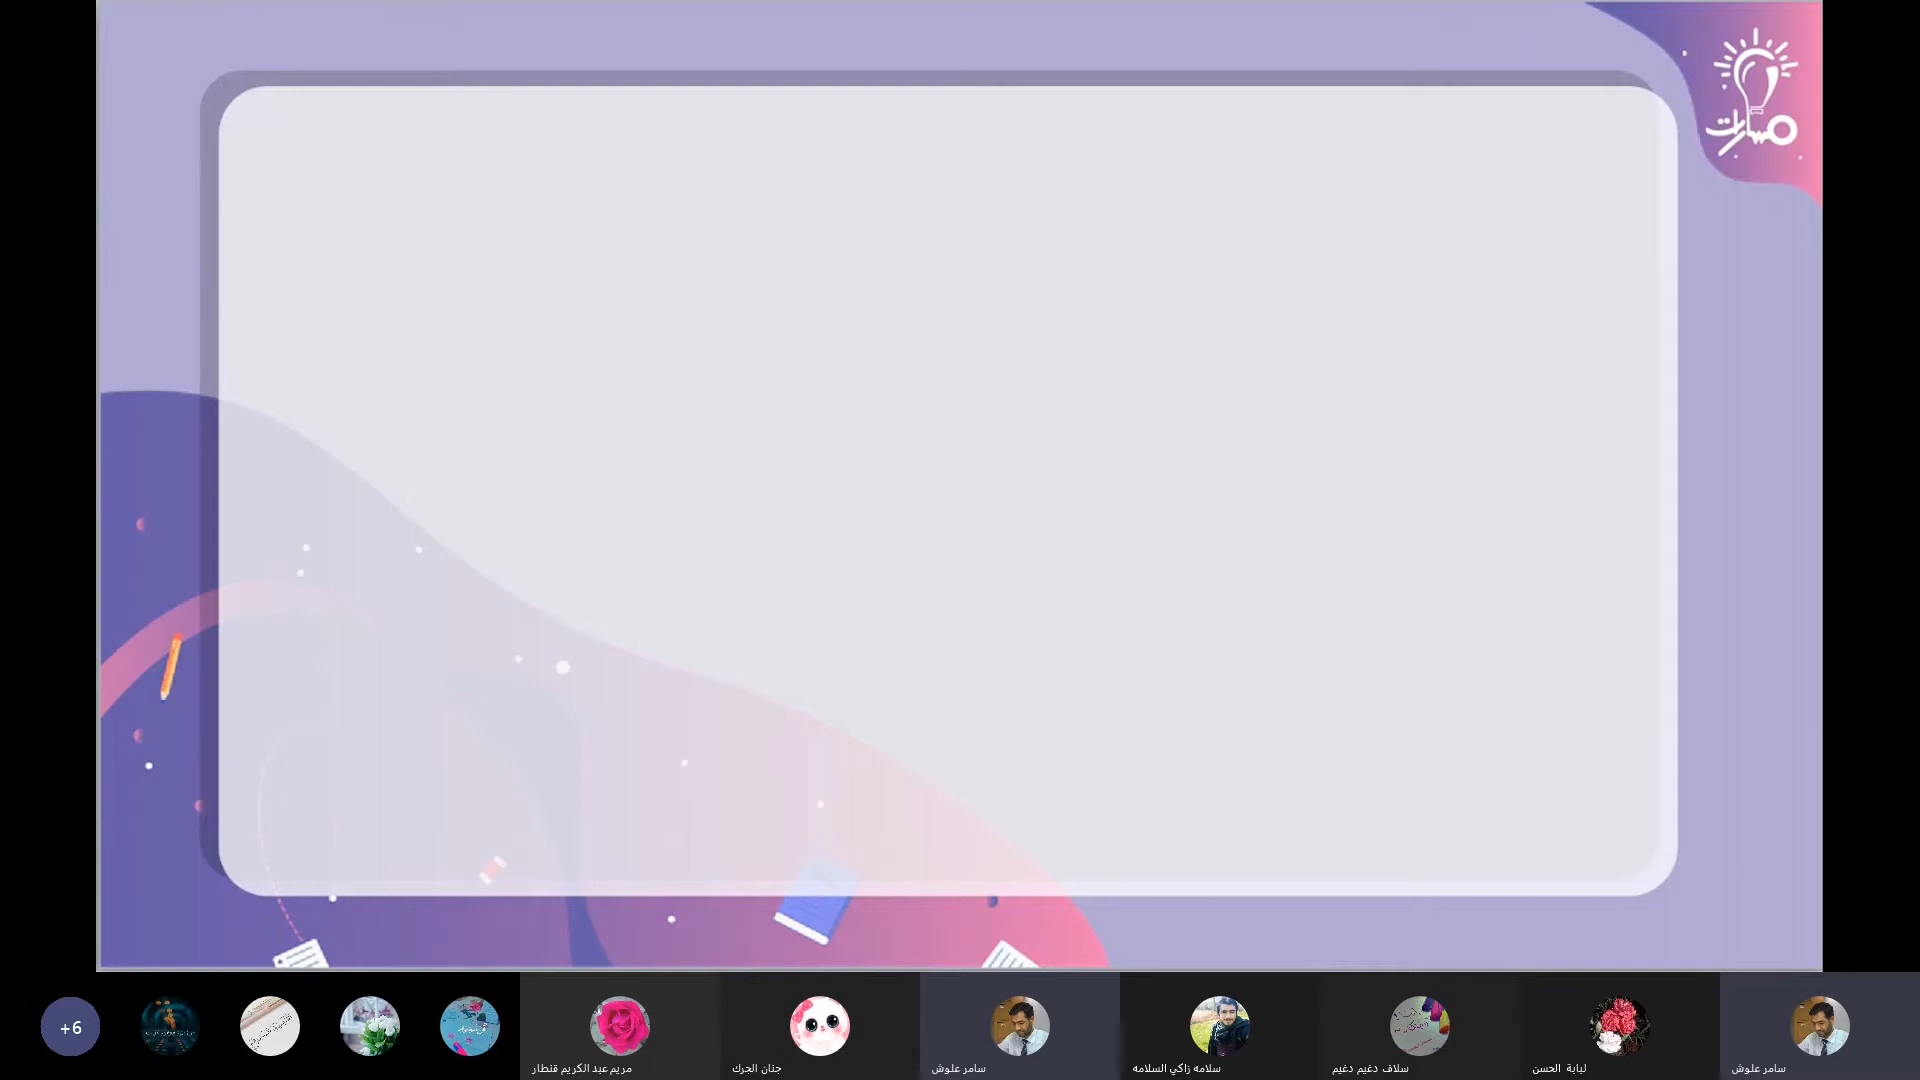 مسارات
+6
مريم عبد الكريم قنطار
جنان الجرك
سامر علوش
سلامه زاكي السلامه
سلاف دغيم دغيم
لبابة الحسن
سامر علوش